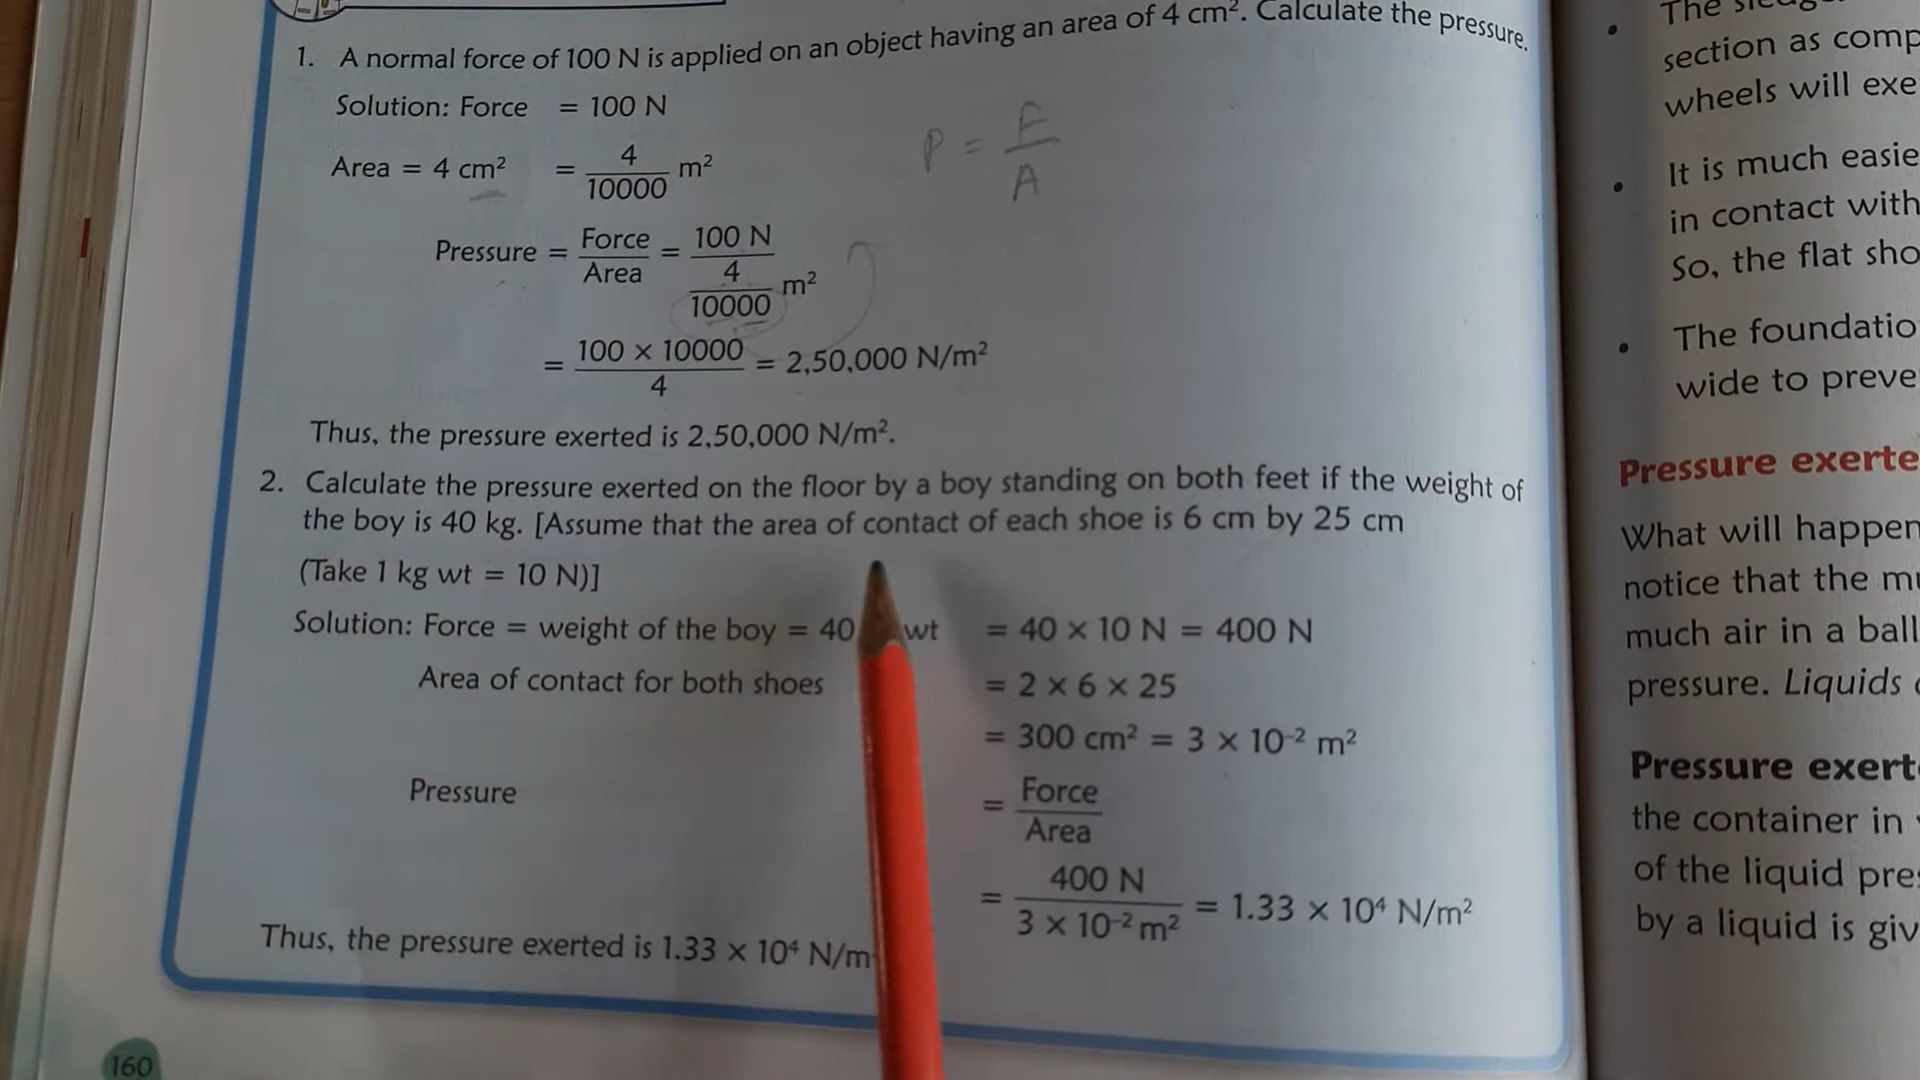 1. A normal force of 100 N is applied on an object having an area of 4 cm². Calculate the pressure.
Solution: Force = 100 N
Area = 4 cm² = 4/10000 m²
P = F/A
Pressure = Force/Area = 100 N / 4/10000 m²
= 100 × 10000 / 4 = 2,50,000 N/m²
Thus, the pressure exerted is 2,50,000 N/m².
2. Calculate the pressure exerted on the floor by a boy standing on both feet if the weight of
the boy is 40 kg. [Assume that the area of contact of each shoe is 6 cm by 25 cm
(Take 1 kg wt = 10 N)]
Solution: Force = weight of the boy = 40 wt = 40 × 10 N = 400 N
Area of contact for both shoes = 2 × 6 × 25
= 300 cm² = 3 × 10⁻² m²
Pressure = Force/Area
= 400 N / 3 × 10⁻² m² = 1.33 × 10⁴ N/m²
Thus, the pressure exerted is 1.33 × 10⁴ N/m
160
• The
section as comp
wheels will exe
• It is much easie
in contact with
So, the flat sho
• The foundatio
wide to preve
Pressure exerte
What will happen
notice that the mu
much air in a ball
pressure. Liquids
Pressure exert
the container in
of the liquid pre
by a liquid is giv